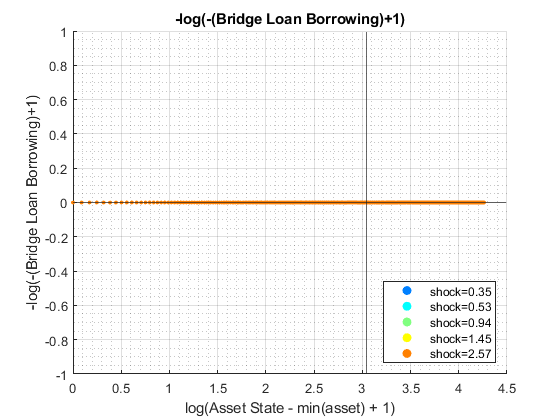 -log(-(Bridge Loan Borrowing)+1)
-log(-(Bridge Loan Borrowing)+1)
1
0.8
0.6
0.4
0.2
0
-0.2
-0.4
-0.6
-0.8
-1
shock=0.35
shock=0.53
shock=0.94
shock=1.45
shock=2.57
0 0.5 1 1.5 2 2.5 3 3.5 4 4.5
log(Asset State - min(asset) + 1)